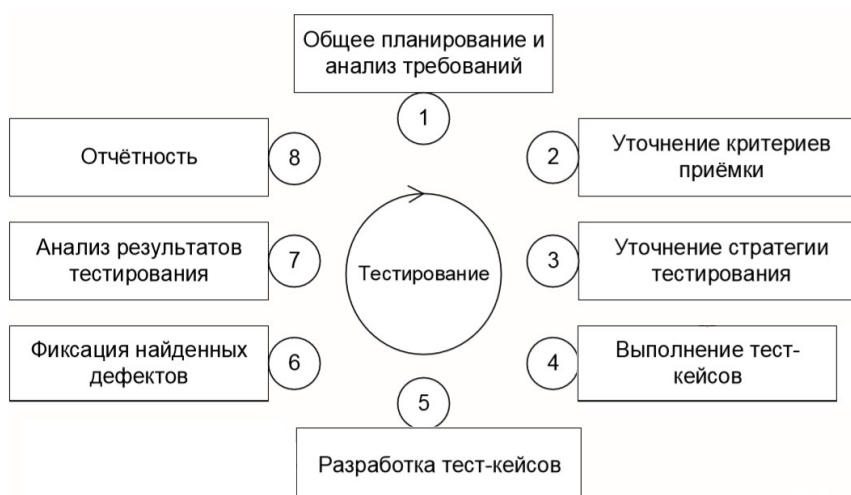 Общее планирование и
анализ требований
1
2
Уточнение критериев
приёмки
3
Уточнение стратегии
тестирования
4
Выполнение тест-
кейсов
5
Разработка тест-кейсов
6
Фиксация найденных
дефектов
7
Анализ результатов
тестирования
8
Отчётность
Тестирование